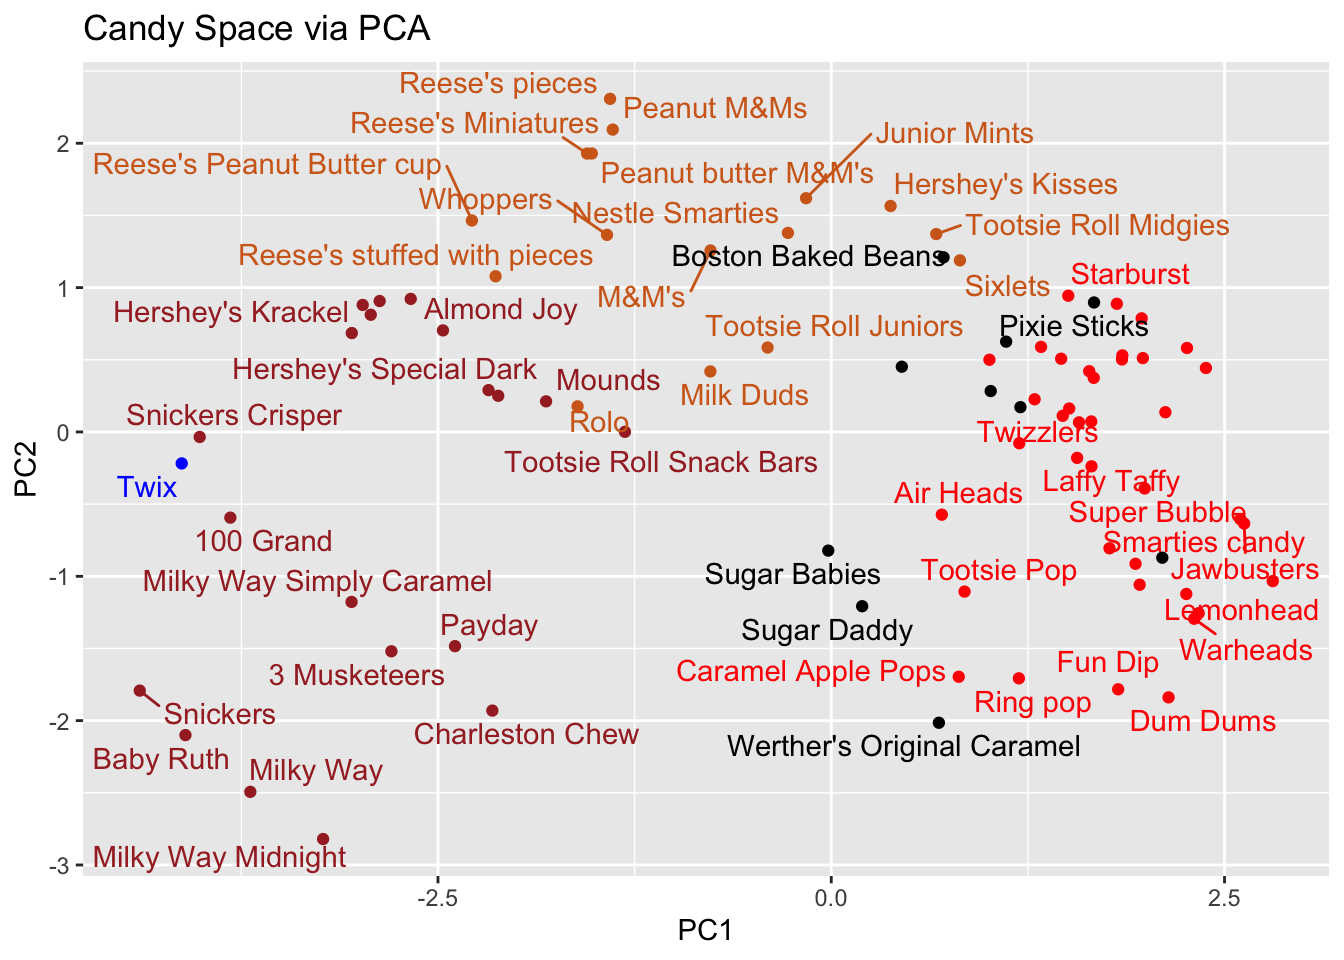 Candy Space via PCA
Reese's pieces
Peanut M&Ms
Reese's Miniatures
Junior Mints
Reese's Peanut Butter cup
Peanut butter M&M's
Hershey's Kisses
Whoppers
Nestle Smarties
Tootsie Roll Midgies
Reese's stuffed with pieces
Boston Baked Beans
Starburst
Sixlets
M&M's
Hershey's Krackel
Almond Joy
Tootsie Roll Juniors
Pixie Sticks
Hershey's Special Dark
Mounds
Milk Duds
Snickers Crisper
Rolo
Twizzlers
Tootsie Roll Snack Bars
Twix
Laffy Taffy
Air Heads
Super Bubble
100 Grand
Smarties candy
Milky Way Simply Caramel
Sugar Babies
Tootsie Pop
Jawbusters
Lemonhead
Payday
Sugar Daddy
Warheads
3 Musketeers
Caramel Apple Pops
Fun Dip
Ring pop
Snickers
Charleston Chew
Dum Dums
Baby Ruth
Werther's Original Caramel
Milky Way
Milky Way Midnight
2
1
0
-1
-2
-3
PC2
-2.5
0.0
2.5
PC1